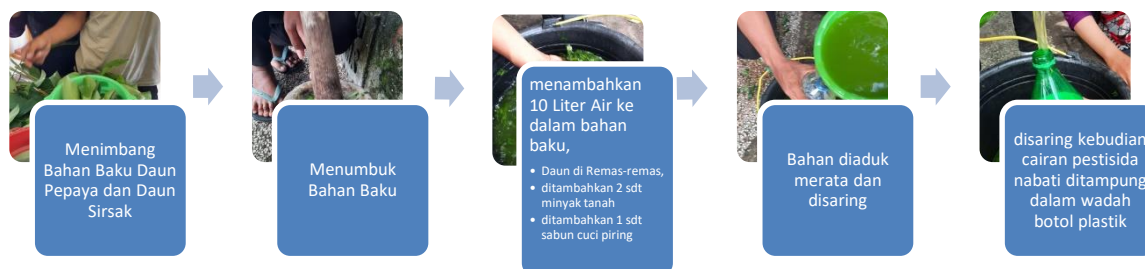 Menimbang
Bahan Baku Daun
Pepaya dan Daun
Sirsak
Menumbuk
Bahan Baku
menambahkan
10 Liter Air ke
dalam bahan
baku,
• Daun di Remas-remas,
• ditambahkan 2 sdt
minyak tanah
• ditambahkan 1 sdt
sabun cuci piring
Bahan diaduk
merata dan
disaring
disaring kebudian
cairan pestisida
nabati ditampung
dalam wadah
botol plastik